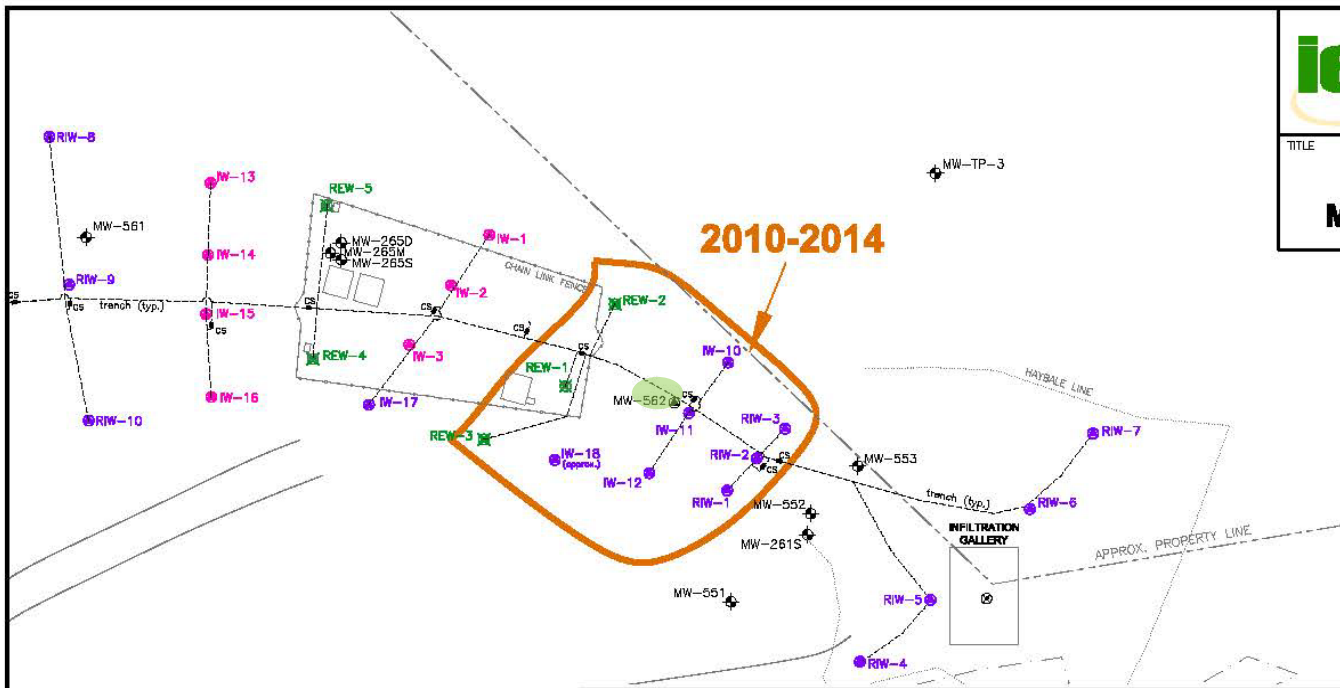 TITLE
RIW-8
IW-13
REW-5
MW-TP-3
MW-561
MW-265D
MW-265M
MW-265S
IW-1
2010-2014
IW-14
CHAIN LINK FENCE
RIW-9
IW-2
REW-2
CS
CS
trench (typ.)
CS
CS
IW-15
CS
CS
IW-3
CS
REW-4
IW-10
REW-1
HAYBALE LINE
IW-16
IW-17
MW-562
CS
RIW-10
IW-11
RIW-3
RIW-7
REW-3
IW-18
(approx.)
RIW-2
CS
CS
MW-553
IW-12
RIW-1
trench (typ.)
RIW-6
MW-552
INFILTRATION
GALLERY
MW-261S
APPROX. PROPERTY LINE
MW-551
RIW-5
RIW-4